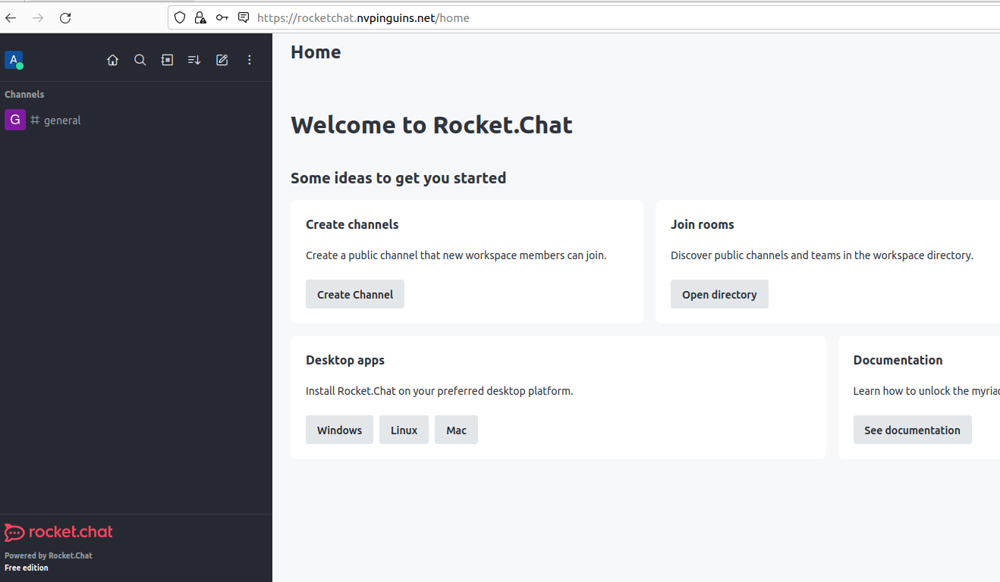 https://rocketchat.nvpinguins.net/home
A
Home
Channels
G general
Welcome to Rocket.Chat
Some ideas to get you started
Create channels
Create a public channel that new workspace members can join.
Create Channel
Join rooms
Discover public channels and teams in the workspace directory.
Open directory
Desktop apps
Install Rocket.Chat on your preferred desktop platform.
Windows Linux Mac
Documentation
Learn how to unlock the
See documentation
rocket.chat
Powered by Rocket.Chat
Free edition